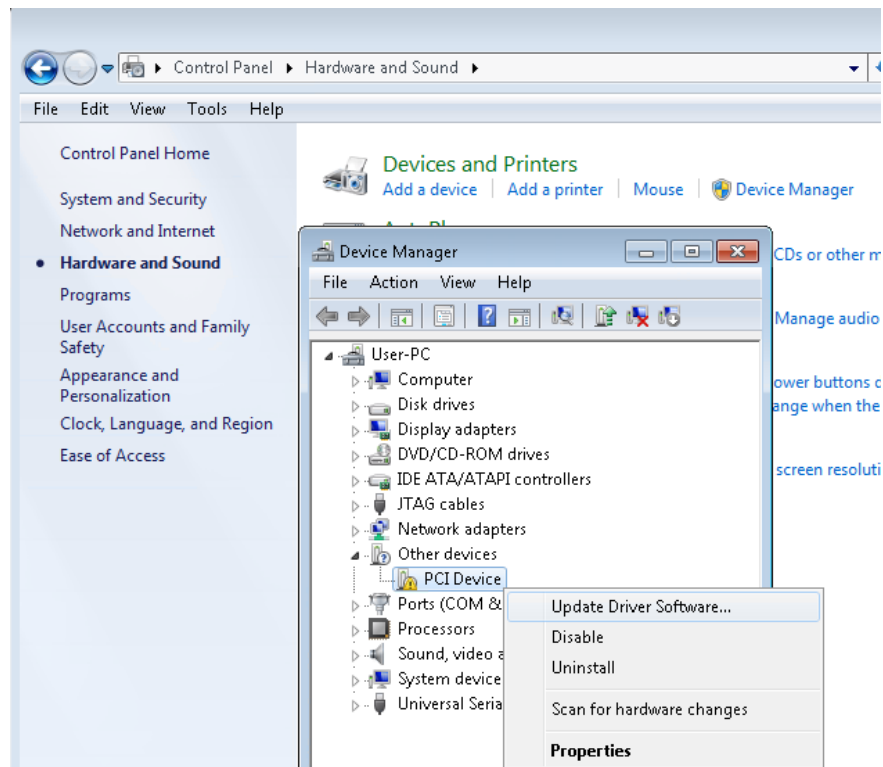 Control Panel Hardware and Sound
File Edit View Tools Help
Control Panel Home
System and Security
Network and Internet
Hardware and Sound
Programs
User Accounts and Family
Safety
Appearance and
Personalization
Clock, Language, and Region
Ease of Access
Devices and Printers
Add a device Add a printer Mouse Device Manager
CDs or other
Manage audio
buttons
when the
screen
Device Manager
File Action View Help
User-PC
Computer
Disk drives
Display adapters
DVD/CD-ROM drives
IDE ATA/ATAPI controllers
JTAG cables
Network adapters
Other devices
PCI Device
Ports (COM &
Processors
Sound, video
System device
Universal Seria
Update Driver Software...
Disable
Uninstall
Scan for hardware changes
Properties